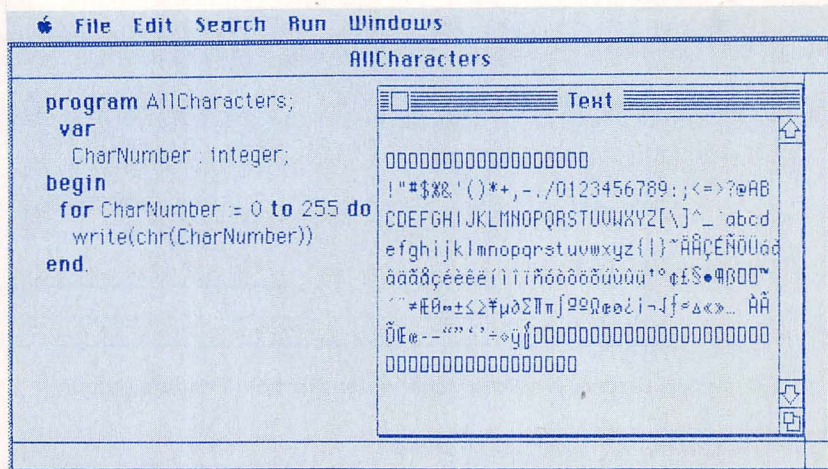 File Edit Search Run Windows
AllCharacters
program AllCharacters;
var
CharNumber : integer;
begin
for CharNumber := 0 to 255 do
write(chr(CharNumber))
end.
Text
▯▯▯▯▯▯▯▯▯▯▯▯▯▯▯▯▯▯
!"#$%&'()*+,-./0123456789:;<=>?@AB
CDEFGHIJKLMNOPQRSTUVWXYZ[\]^_`abcd
efghijklmnopqrstuvwxyz{|}~ÄÅÇÉÑÖÜáà
âäãåçéèêëíìîïñóòôöõúùûü†°¢£§•¶ß▯▯™
´¨≠ÆØ∞±≤≥¥µ∂∑∏π∫ªºΩæø¿¡¬√ƒ≈∆«»… ÀÃ
ÕŒœ–—“”‘’÷◊ÿ▯▯▯▯▯▯▯▯▯▯▯▯▯▯▯▯▯▯▯▯▯
▯▯▯▯▯▯▯▯▯▯▯▯▯▯▯▯▯